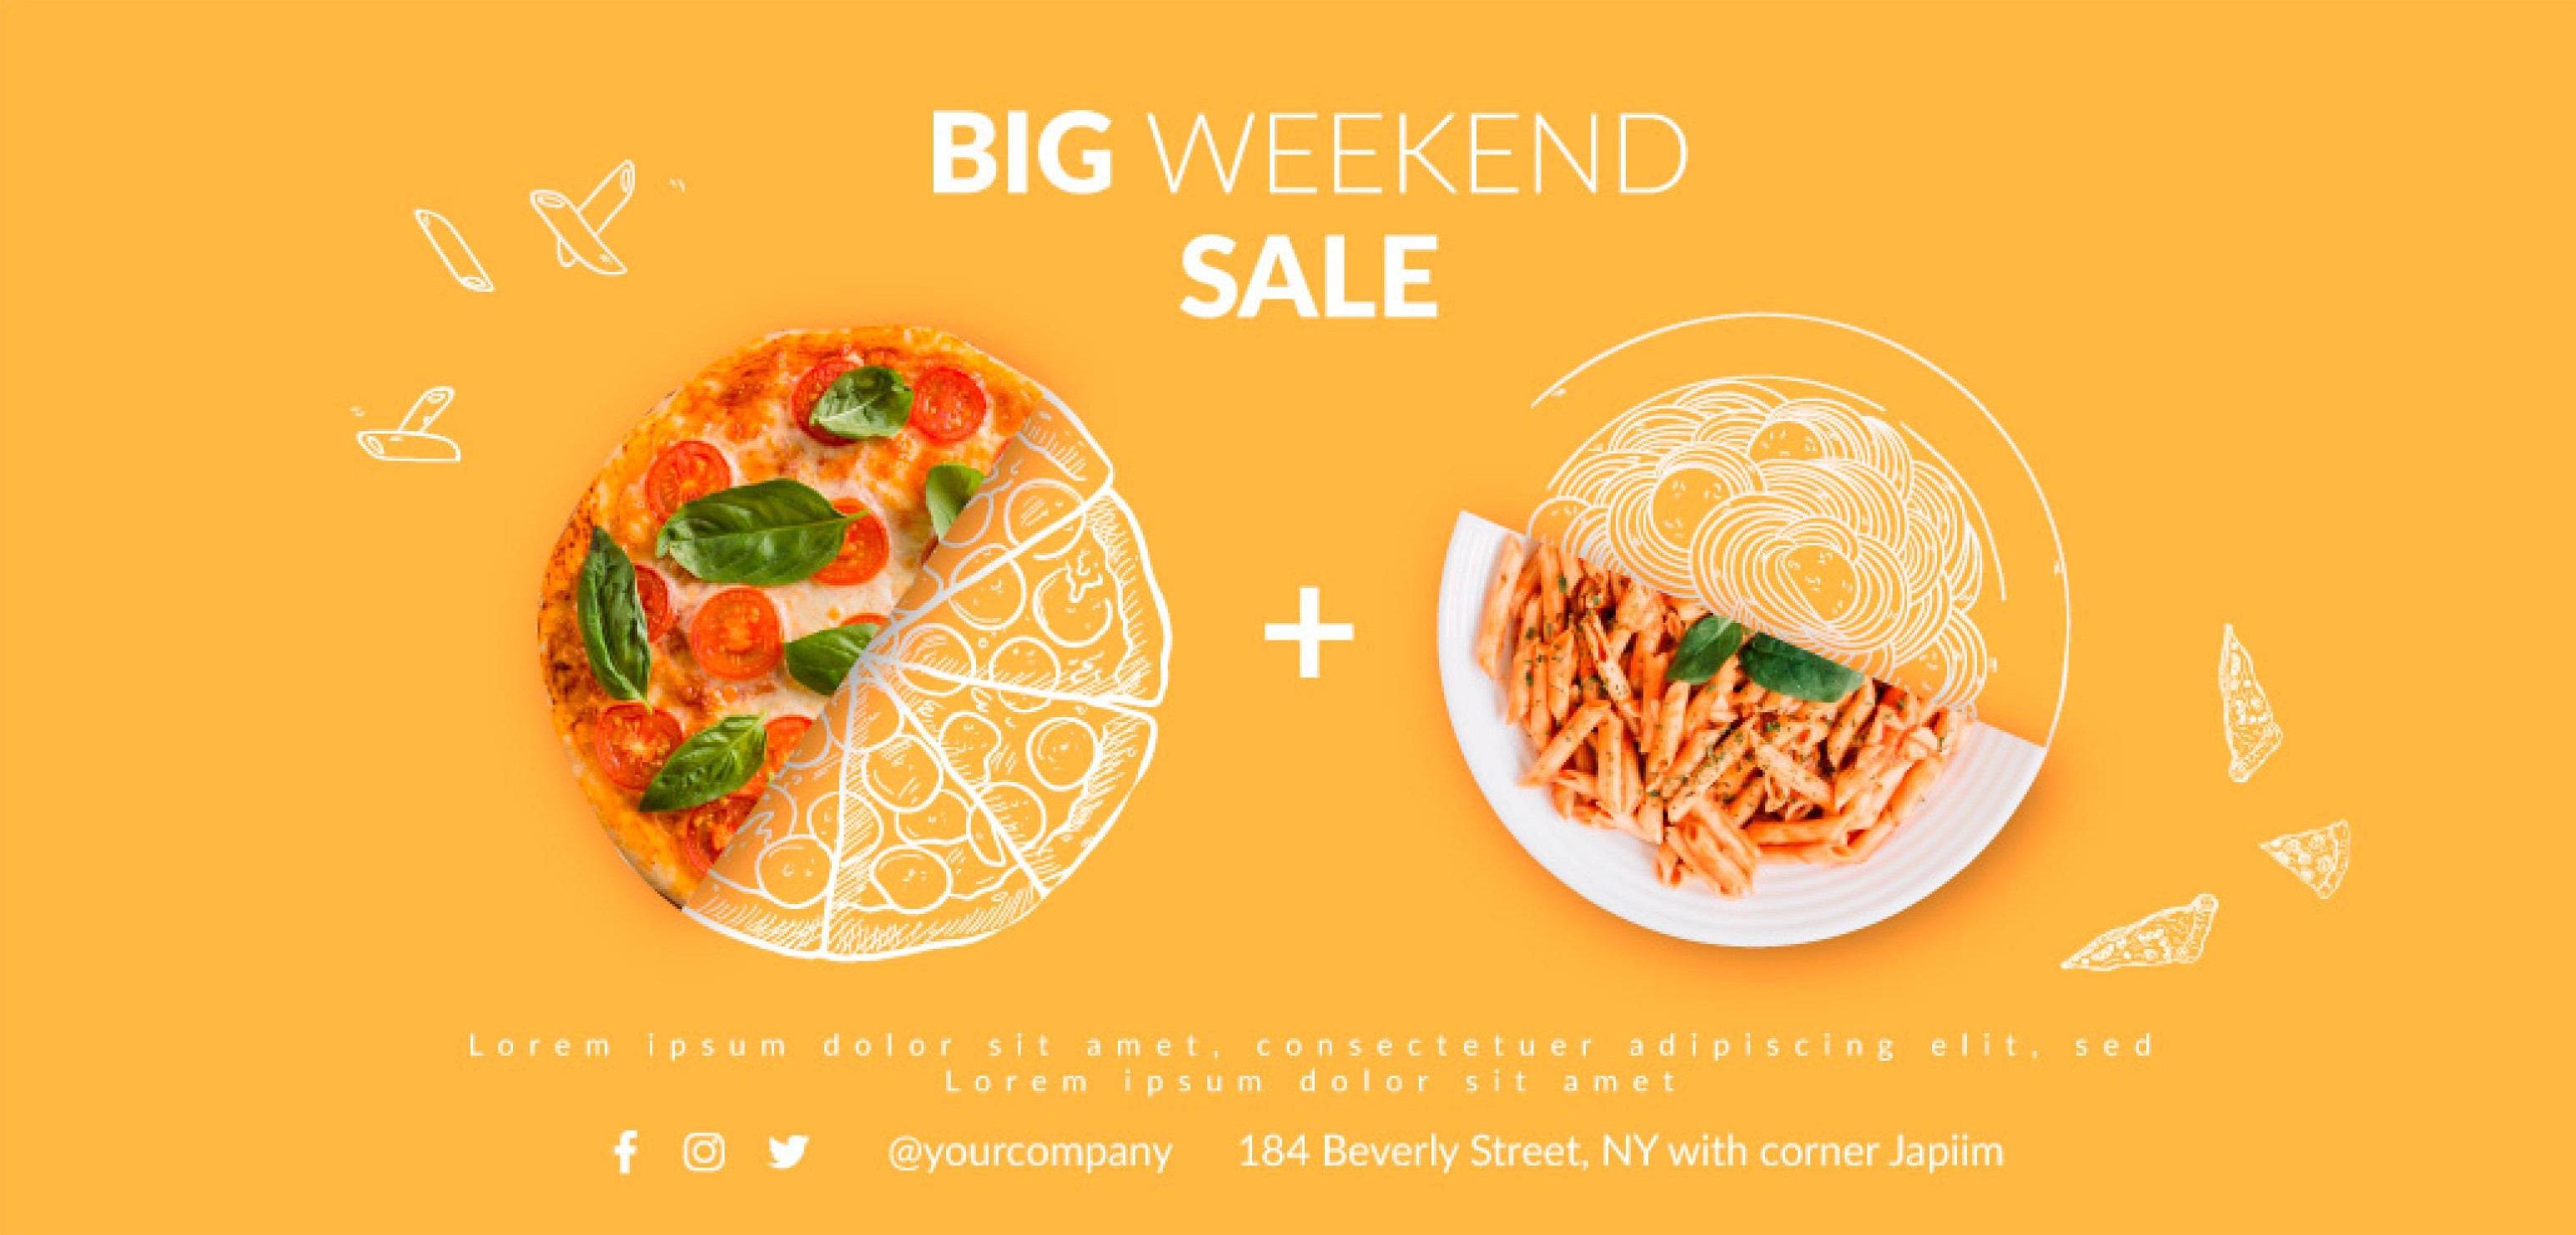 BIG WEEKEND
SALE
+
Lorem ipsum dolor sit amet, consectetuer adipiscing elit, sed
Lorem ipsum dolor sit amet
@yourcompany 184 Beverly Street, NY with corner Japiim